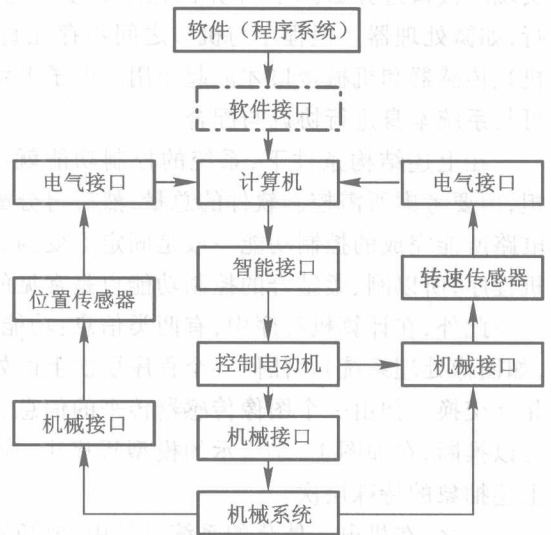 软件（程序系统）
软件接口
电气接口
计算机
电气接口
智能接口
位置传感器
转速传感器
控制电动机
机械接口
机械接口
机械接口
机械系统